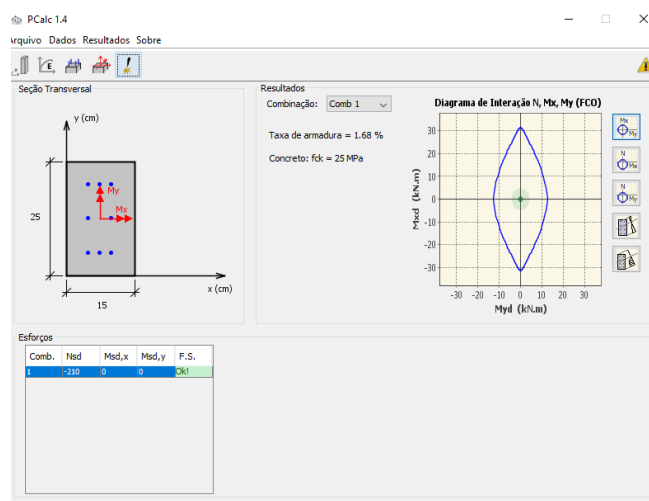 PCalc 1.4
Arquivo Dados Resultados Sobre
Seção Transversal
y (cm)
My
Mx
25
x (cm)
15
Resultados
Combinação: Comb 1
Taxa de armadura = 1.68 %
Concreto: fck = 25 MPa
Diagrama de Interação N, Mx, My (FCO)
Mxd (kN.m)
30
20
10
0
-10
-20
-30
-30 -20 -10 0 10 20 30
Myd (kN.m)
Mx
My
N
Mx
N
My
Esforços
Comb. Nsd Msd,x Msd,y F.S.
1 -210 0 0 Ok!